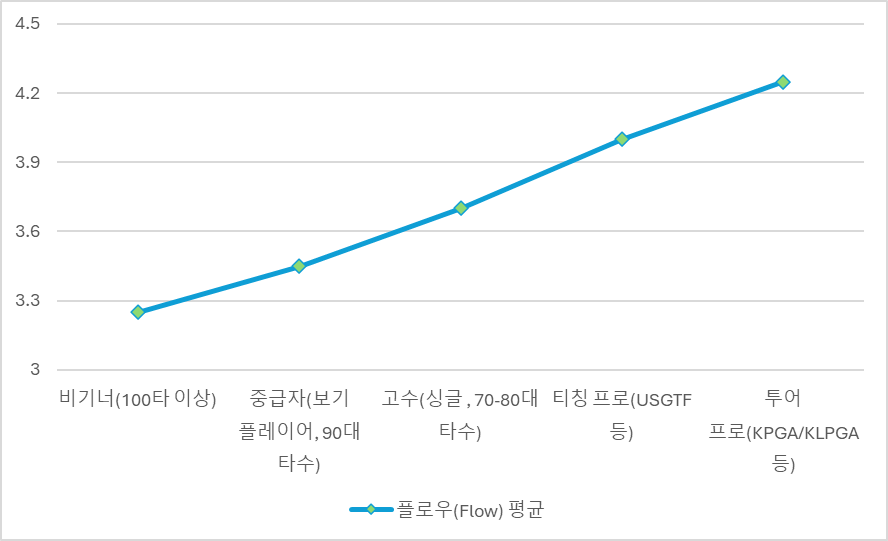 4.5
4.2
3.9
3.6
3.3
3
비기너(100타 이상)
중급자(보기
플레이어, 90대
타수)
고수(싱글 , 70-80대
타수)
티칭 프로(USGTF
등)
투어
프로(KPGA/KLPGA
등)
플로우(Flow) 평균